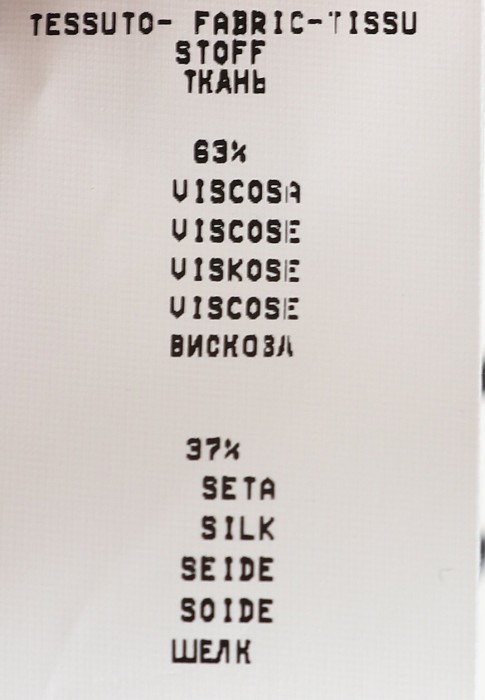 TESSUTO- FABRIC-TISSU
STOFF
ТКАНЬ
63%
VISCOSA
VISCOSE
VISKOSE
VISCOSE
ВИСКОЗА
37%
SETA
SILK
SEIDE
SOIDE
ШЕЛК